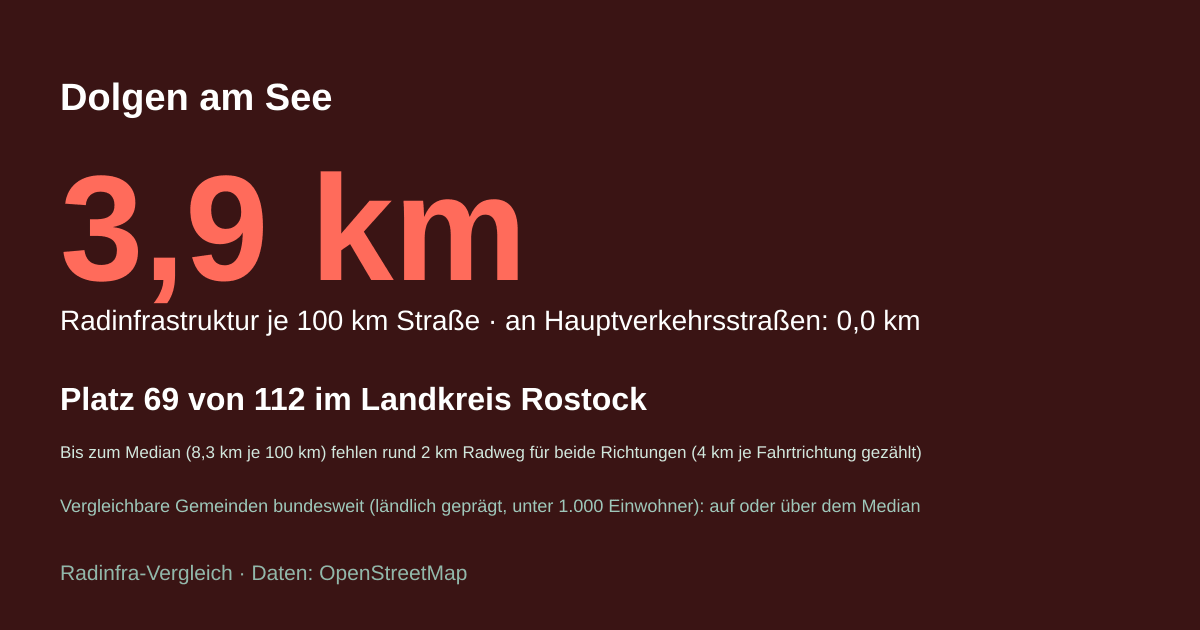 Dolgen am See
3,9 km
Radinfrastruktur je 100 km Straße · an Hauptverkehrsstraßen: 0,0 km
Platz 69 von 112 im Landkreis Rostock
Bis zum Median (8,3 km je 100 km) fehlen rund 2 km Radweg für beide Richtungen (4 km je Fahrtrichtung gezählt)
Vergleichbare Gemeinden bundesweit (ländlich geprägt, unter 1.000 Einwohner): auf oder über dem Median
Radinfra-Vergleich · Daten: OpenStreetMap